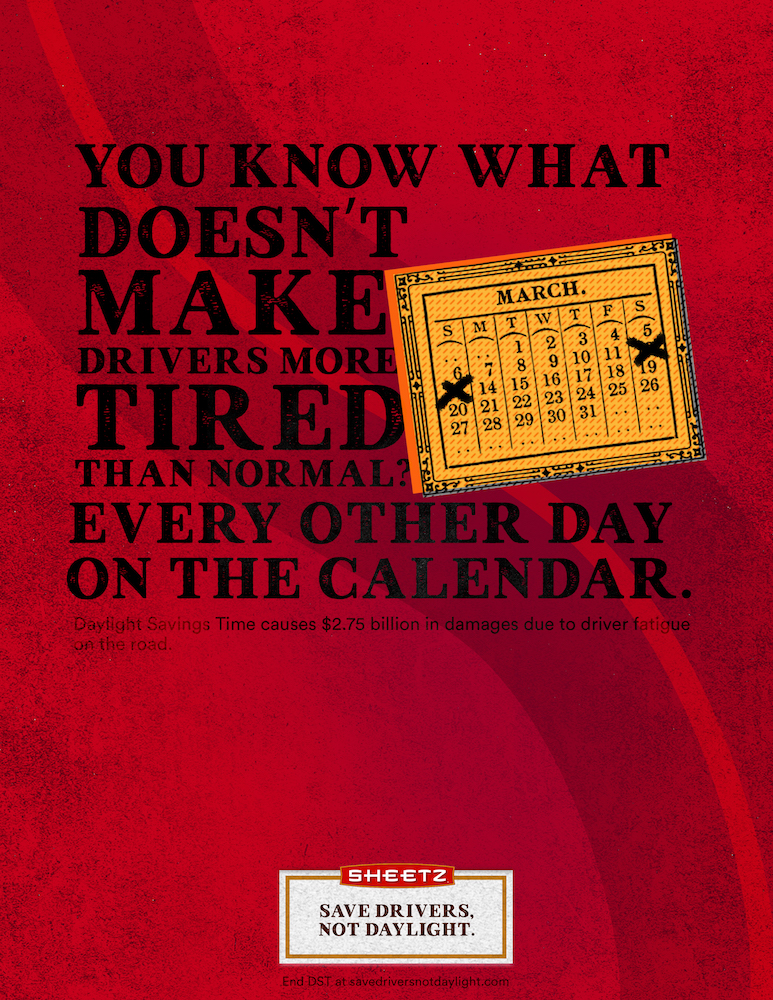 YOU KNOW WHAT
DOESN'T
MAKE
DRIVERS MORE
TIRED
THAN NORMAL?
EVERY OTHER DAY
ON THE CALENDAR.
MARCH.
S M T W T F S
1 2 3 4 5
6 7 8 9 10 11
14 15 16 17 18 19
20 21 22 23 24 25 26
27 28 29 30 31
Daylight Savings Time causes $2.75 billion in damages due to driver fatigue
on the road.
SHEETZ
SAVE DRIVERS,
NOT DAYLIGHT.
End DST at savedriversnotdaylight.com